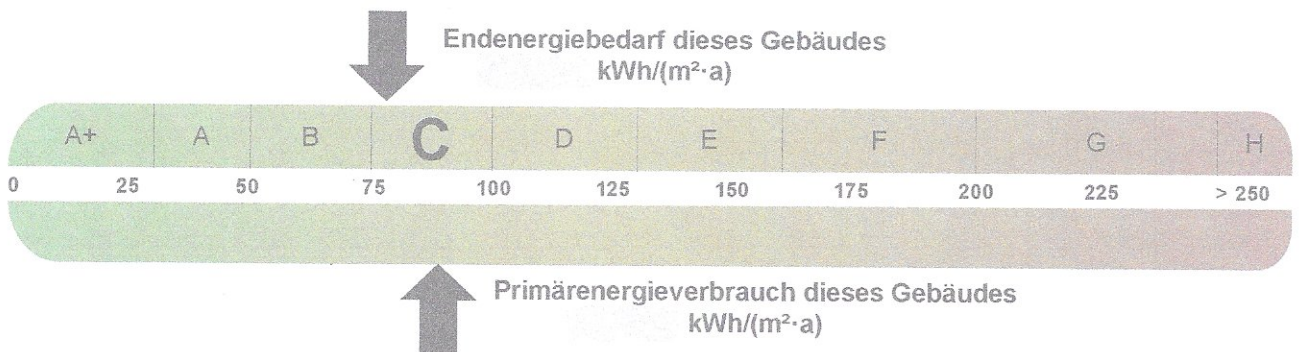 Endenergiebedarf dieses Gebäudes
kWh/(m²·a)
A+ A B C D E F G H
0 25 50 75 100 125 150 175 200 225 > 250
Primärenergieverbrauch dieses Gebäudes
kWh/(m²·a)